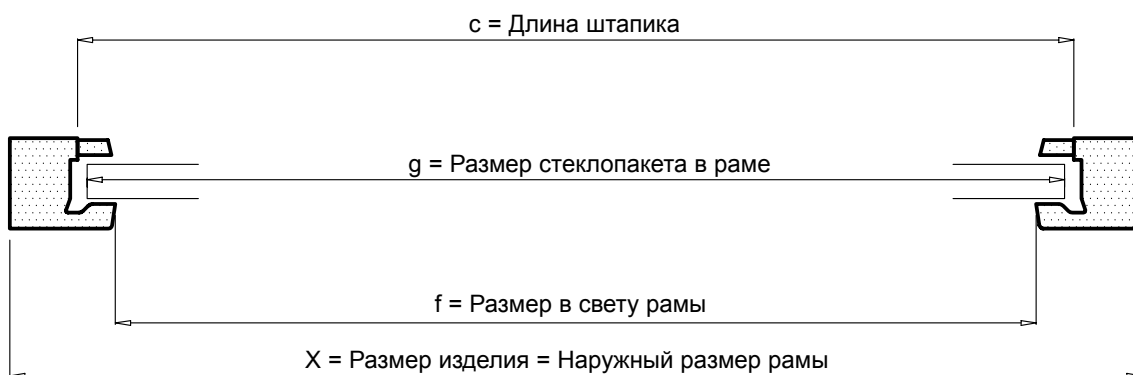 c = Длина штапика
g = Размер стеклопакета в раме
f = Размер в свету рамы
X = Размер изделия = Наружный размер рамы